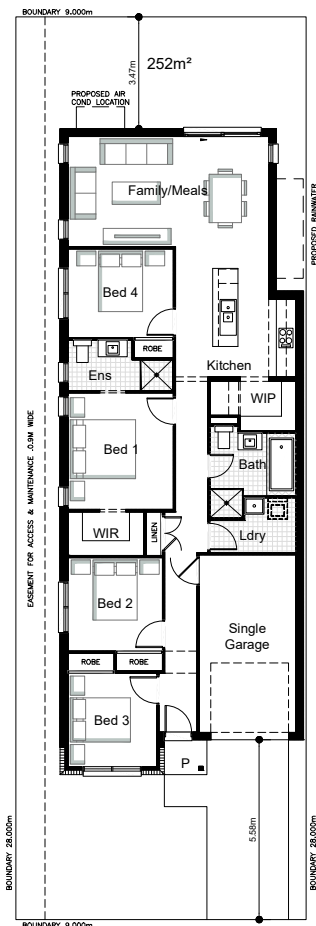 BOUNDARY 9.000m
3.47m
252m²
PROPOSED AIR
COND LOCATION
Family/Meals
PROPOSED RAINWATER
Bed 4
ROBE
Kitchen
Ens
WIP
Bed 1
Bath
EASEMENT FOR ACCESS & MAINTENANCE .0.9M WIDE
WIR
LINEN
Ldry
Bed 2
Single
Garage
ROBE
ROBE
Bed 3
P
5.58m
BOUNDARY 28.000m
BOUNDARY 28.000m
BOUNDARY 9.000m